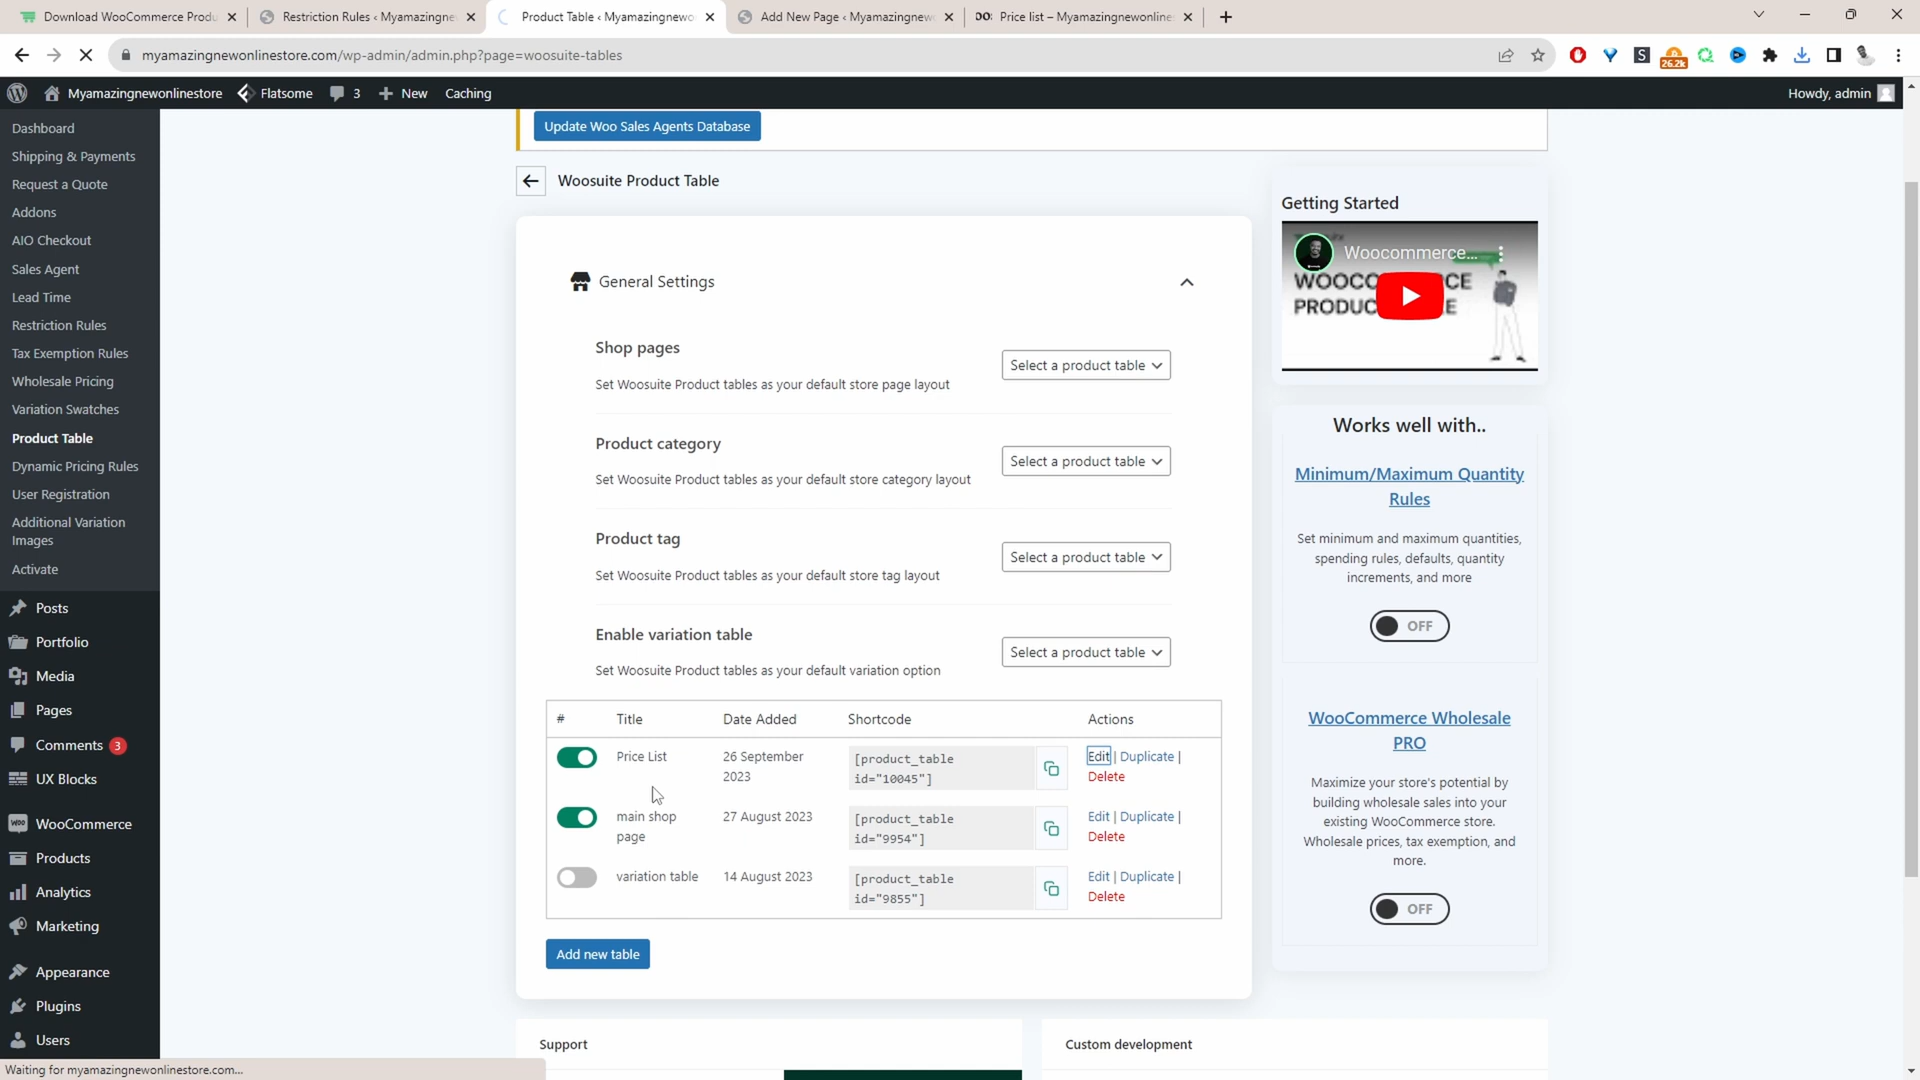 Download WooCommerce Produ
Restriction Rules ‹ Myamazingne
Product Table ‹ Myamazingnewo
Add New Page ‹ Myamazingnew
Price list – Myamazingnewonline
myamazingnewonlinestore.com/wp-admin/admin.php?page=woosuite-tables
S
26.2k
Myamazingnewonlinestore
Flatsome
3
New
Caching
Howdy, admin
Dashboard
Shipping & Payments
Request a Quote
Addons
AIO Checkout
Sales Agent
Lead Time
Restriction Rules
Tax Exemption Rules
Wholesale Pricing
Variation Swatches
Product Table
Dynamic Pricing Rules
User Registration
Additional Variation
Images
Activate
Posts
Portfolio
Media
Pages
Comments 3
UX Blocks
WooCommerce
Products
Analytics
Marketing
Appearance
Plugins
Users
Waiting for myamazingnewonlinestore.com...
Update Woo Sales Agents Database
Woosuite Product Table
General Settings
Shop pages
Set Woosuite Product tables as your default store page layout
Select a product table
Product category
Set Woosuite Product tables as your default store category layout
Select a product table
Product tag
Set Woosuite Product tables as your default store tag layout
Select a product table
Enable variation table
Set Woosuite Product tables as your default variation option
Select a product table
# Title Date Added Shortcode Actions
Price List 26 September 2023 [product_table id="10045"] Edit | Duplicate | Delete
main shop page 27 August 2023 [product_table id="9954"] Edit | Duplicate | Delete
variation table 14 August 2023 [product_table id="9855"] Edit | Duplicate | Delete
Add new table
Support
Custom development
Getting Started
Woocommerce...
Works well with..
Minimum/Maximum Quantity
Rules
Set minimum and maximum quantities,
spending rules, defaults, quantity
increments, and more
OFF
WooCommerce Wholesale
PRO
Maximize your store's potential by
building wholesale sales into your
existing WooCommerce store.
Wholesale prices, tax exemption, and
more.
OFF